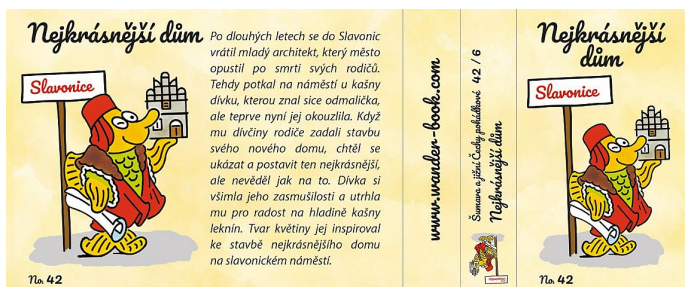 Nejkrásnější dům
Slavonice
No. 42
Po dlouhých letech se do Slavonic
vrátil mladý architekt, který město
opustil po smrti svých rodičů.
Tehdy potkal na náměstí u kašny
dívku, kterou znal sice odmalička,
ale teprve nyní jej okouzlila. Když
mu dívčiny rodiče zadali stavbu
svého nového domu, chtěl se
ukázat a postavit ten nejkrásnější,
ale nevěděl jak na to. Dívka si
všimla jeho zasmušilosti a utrhla
mu pro radost na hladině kašny
leknín. Tvar květiny jej inspiroval
ke stavbě nejkrásnějšího domu
na slavonickém náměstí.
www.wander-book.com
Šumava a jižní Čechy pohádkové 42 / 6
Nejkrásnější dům
Slavonice
Nejkrásnější
dům
Slavonice
No. 42